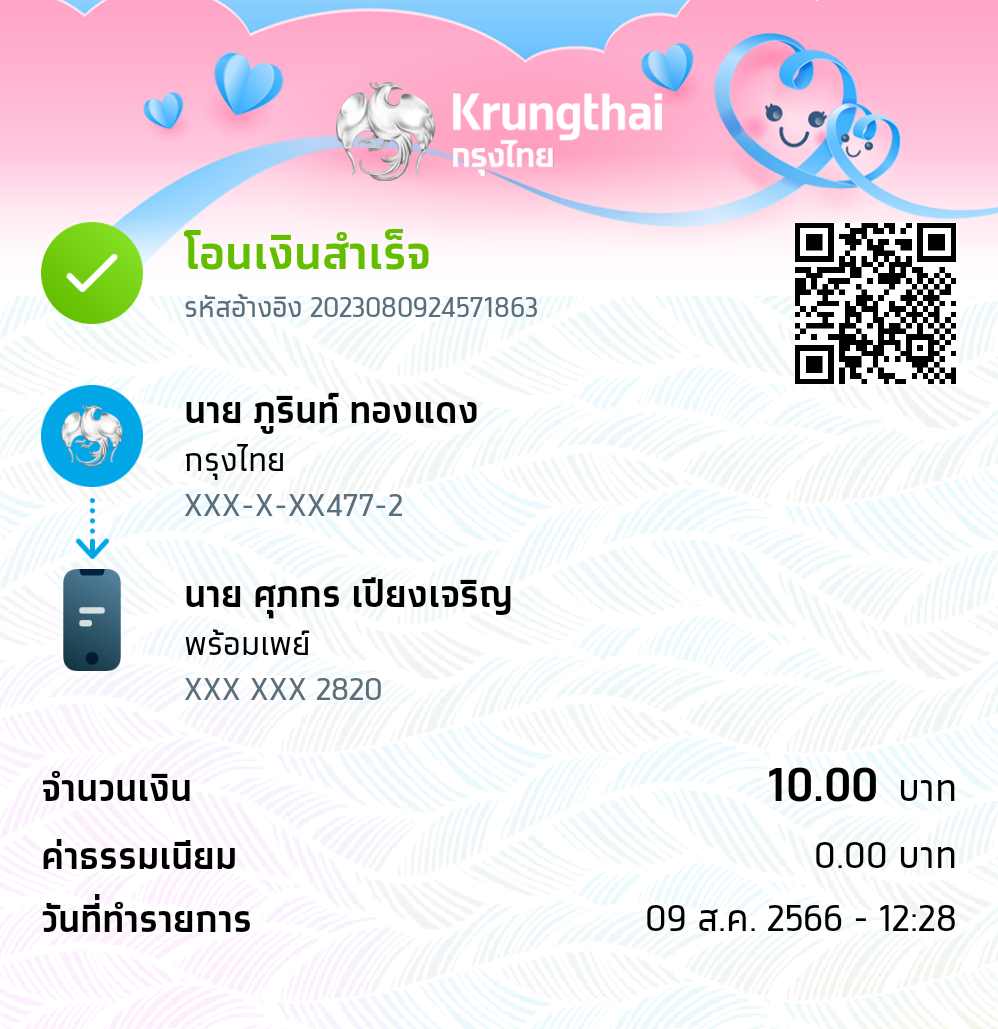 Krungthai
กรุงไทย
โอนเงินสำเร็จ
รหัสอ้างอิง 2023080924571863
นาย ภูรินท์ ทองแดง
กรุงไทย
XXX-X-XX477-2
นาย ศุภกร เปียงเจริญ
พร้อมเพย์
XXX XXX 2820
จำนวนเงิน 10.00 บาท
ค่าธรรมเนียม 0.00 บาท
วันที่ทำรายการ 09 ส.ค. 2566 - 12:28